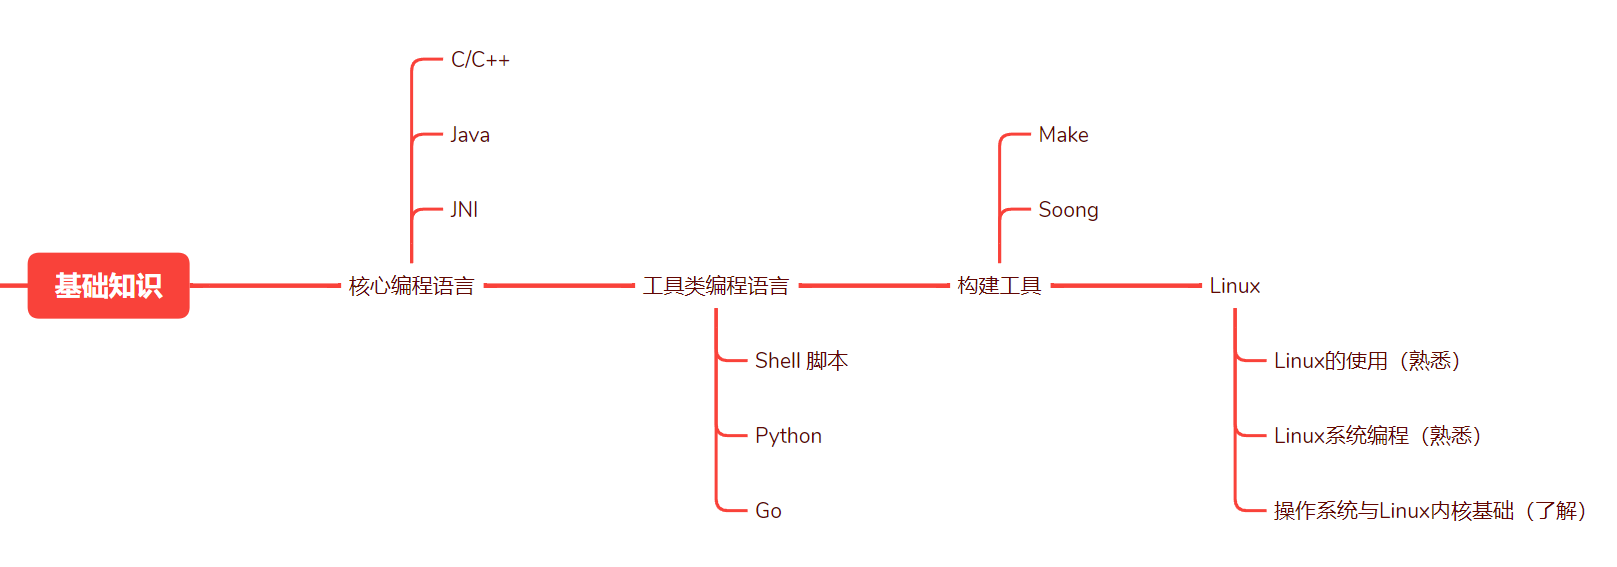 基础知识
核心编程语言
C/C++
Java
JNI
工具类编程语言
Shell 脚本
Python
Go
构建工具
Make
Soong
Linux
Linux的使用（熟悉）
Linux系统编程（熟悉）
操作系统与Linux内核基础（了解）